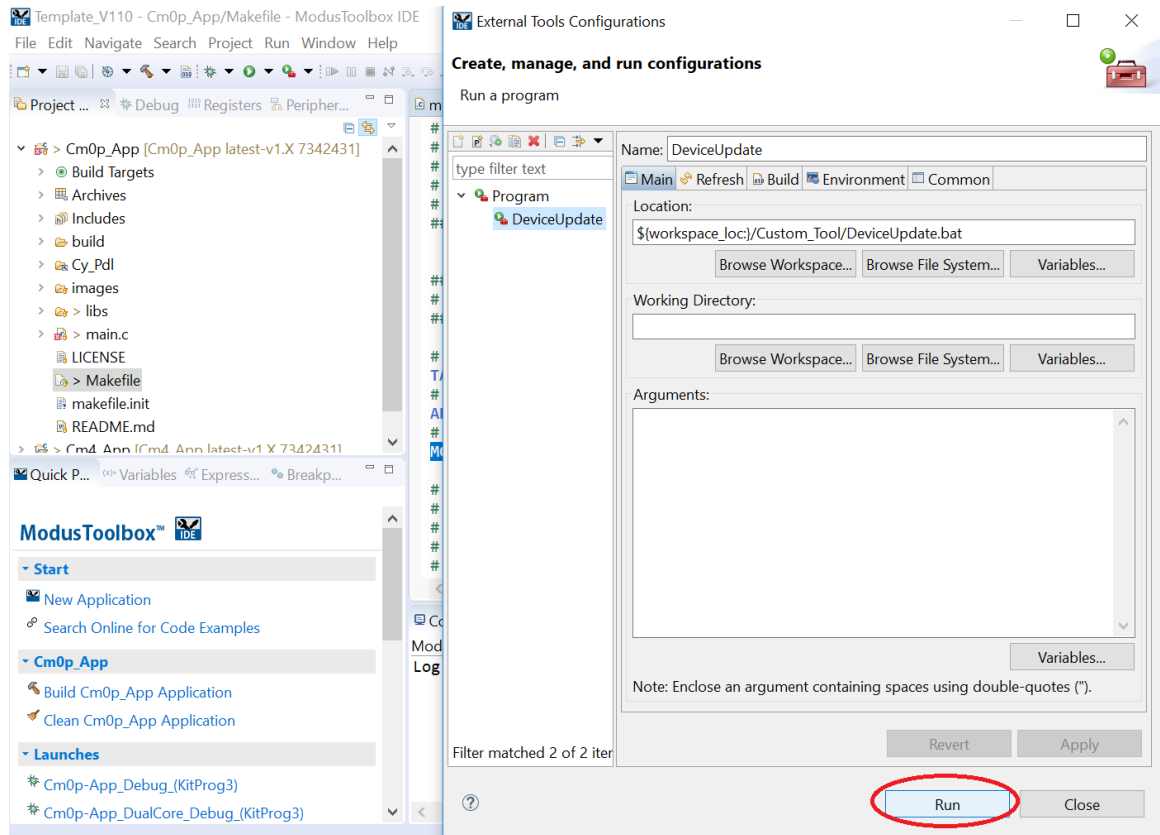 Template_V110 - Cm0p_App/Makefile - ModusToolbox IDE
File Edit Navigate Search Project Run Window Help
Project ... Debug Registers Peripher...
> Cm0p_App [Cm0p_App latest-v1.X 7342431]
Build Targets
Archives
Includes
build
Cy_Pdl
images
> libs
> main.c
LICENSE
> Makefile
makefile.init
README.md
> Cm4_App [Cm4_App latest-v1.X 7342431]
Quick P... Variables Express... Breakp...
ModusToolbox™ IDE
Start
New Application
Search Online for Code Examples
Cm0p_App
Build Cm0p_App Application
Clean Cm0p_App Application
Launches
Cm0p-App_Debug_(KitProg3)
Cm0p-App_DualCore_Debug_(KitProg3)
m
#
#
#
#
#
##
##
#
##
#
TA
#
#
#
#
#
#
#
Mod
Log
External Tools Configurations
Create, manage, and run configurations
Run a program
type filter text
Program
DeviceUpdate
Filter matched 2 of 2 iter
Name: DeviceUpdate
Main Refresh Build Environment Common
Location:
${workspace_loc:}/Custom_Tool/DeviceUpdate.bat
Browse Workspace... Browse File System... Variables...
Working Directory:
Browse Workspace... Browse File System... Variables...
Arguments:
Variables...
Note: Enclose an argument containing spaces using double-quotes (").
Revert Apply
Run Close